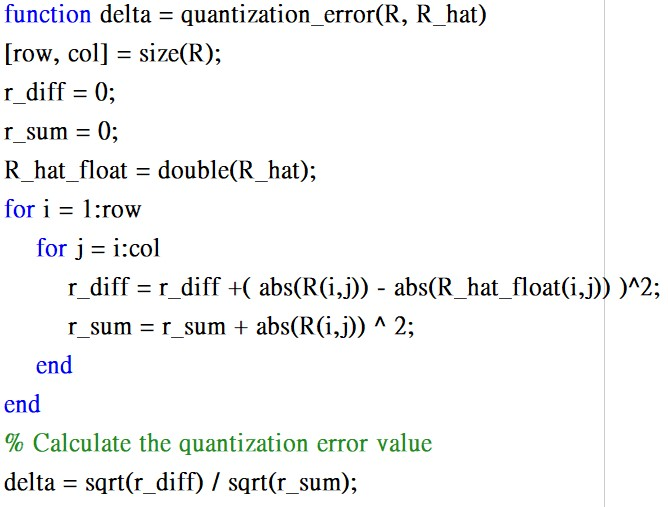 function delta = quantization_error(R, R_hat)
[row, col] = size(R);
r_diff = 0;
r_sum = 0;
R_hat_float = double(R_hat);
for i = 1:row
for j = i:col
r_diff = r_diff +( abs(R(i,j)) - abs(R_hat_float(i,j)) )^2;
r_sum = r_sum + abs(R(i,j)) ^ 2;
end
end
% Calculate the quantization error value
delta = sqrt(r_diff) / sqrt(r_sum);